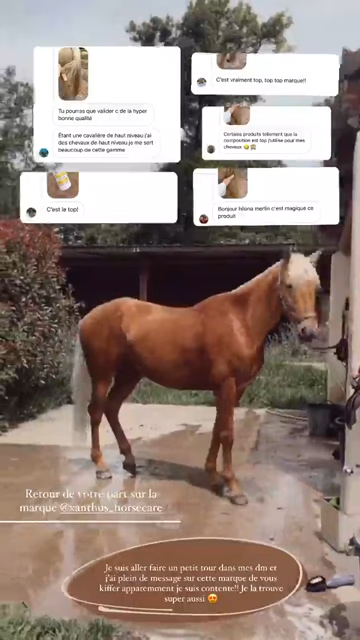 Tu pourras que valider c de la hyper
bonne qualité
Étant une cavalière de haut niveau j'ai
des chevaux de haut niveau je me sert
beaucoup de cette gamme
C'est vraiment top, top top marque!!
Certains produits tellement que la
composition est top j'utilise pour mes
cheveux 😅🙈
C'est le top!
Bonjour hilona merlin c'est magique ce
produit
Retour de votre part sur la
marque @xanthus_horsecare
Je suis aller faire un petit tour dans mes dm et
j'ai plein de message sur cette marque de vous
kiffer apparemment je suis contente!! Je la trouve
super aussi 😍